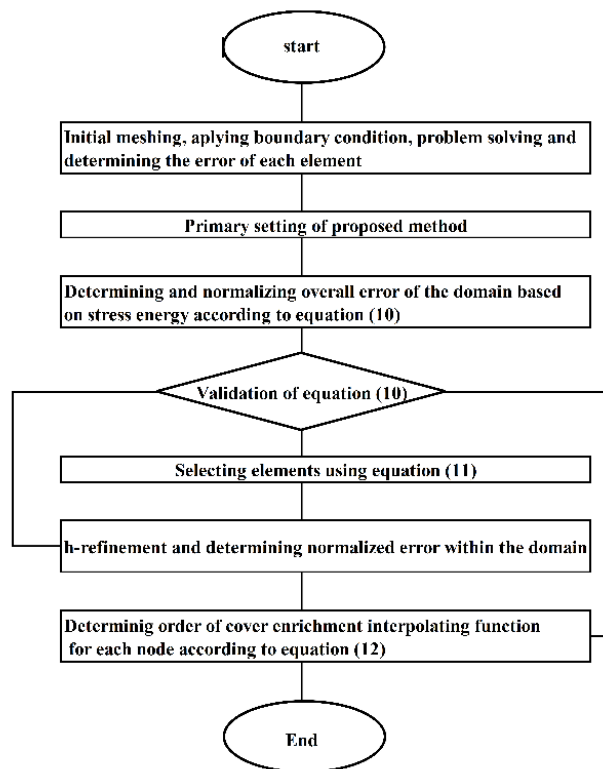 start
Initial meshing, aplying boundary condition, problem solving and
determining the error of each element
Primary setting of proposed method
Determining and normalizing overall error of the domain based
on stress energy according to equation (10)
Validation of equation (10)
Selecting elements using equation (11)
h-refinement and determining normalized error within the domain
Determinig order of cover enrichment interpolating function
for each node according to equation (12)
End